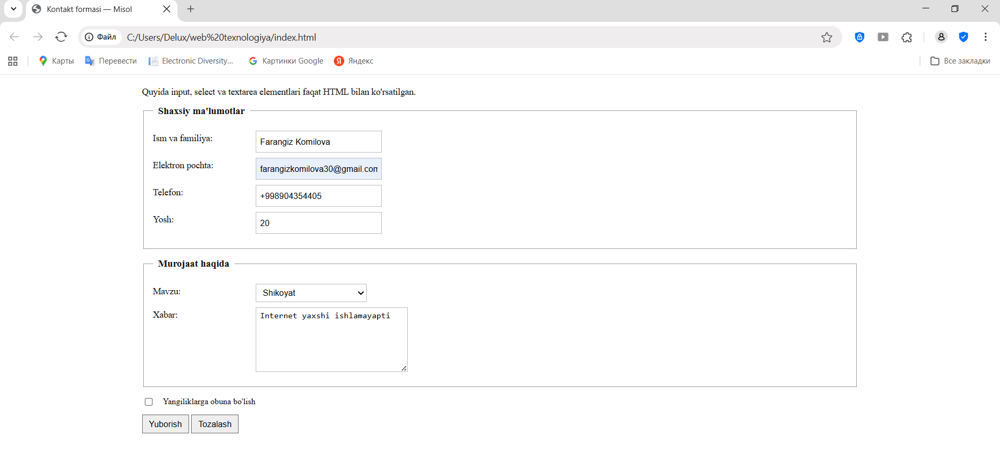 Kontakt formasi — Misol
Файл C:/Users/Delux/web%20texnologiya/index.html
Карты Перевести Electronic Diversity... Картинки Google Яндекс Все закладки
Quyida input, select va textarea elementlari faqat HTML bilan ko'rsatilgan.
Shaxsiy ma'lumotlar
Ism va familiya: Farangiz Komilova
Elektron pochta: farangizkomilova30@gmail.com
Telefon: +998904354405
Yosh: 20
Murojaat haqida
Mavzu: Shikoyat
Xabar: Internet yaxshi ishlamayapti
Yangiliklarga obuna bo'lish
Yuborish Tozalash